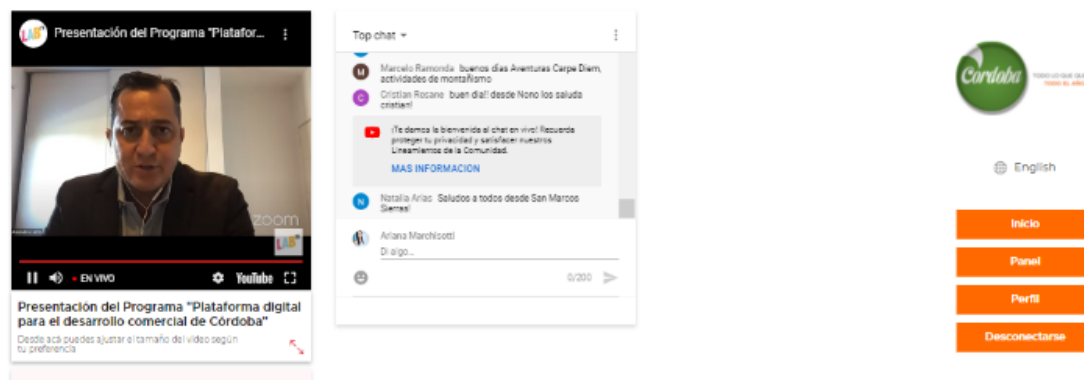 Presentación del Programa "Platafor...
zoom
LAB
EN VIVO
YouTube
Presentación del Programa "Plataforma digital
para el desarrollo comercial de Córdoba"
Desde acá puedes ajustar el tamaño del video según
tu preferencia
Top chat
Marcelo Ramonda buenos días Aventuras Carpe Diem,
actividades de montañismo
Cristian Rosane buen dia!! desde Nono los saluda
cristian!
¡Te damos la bienvenida al chat en vivo! Recuerda
proteger tu privacidad y satisfacer nuestros
Lineamientos de la Comunidad.
MAS INFORMACION
Natalia Arias Saludos a todos desde San Marcos
Sierras!
Ariana Marchisotti
Di algo...
0/200
Córdoba
English
Inicio
Panel
Perfil
Desconectarse